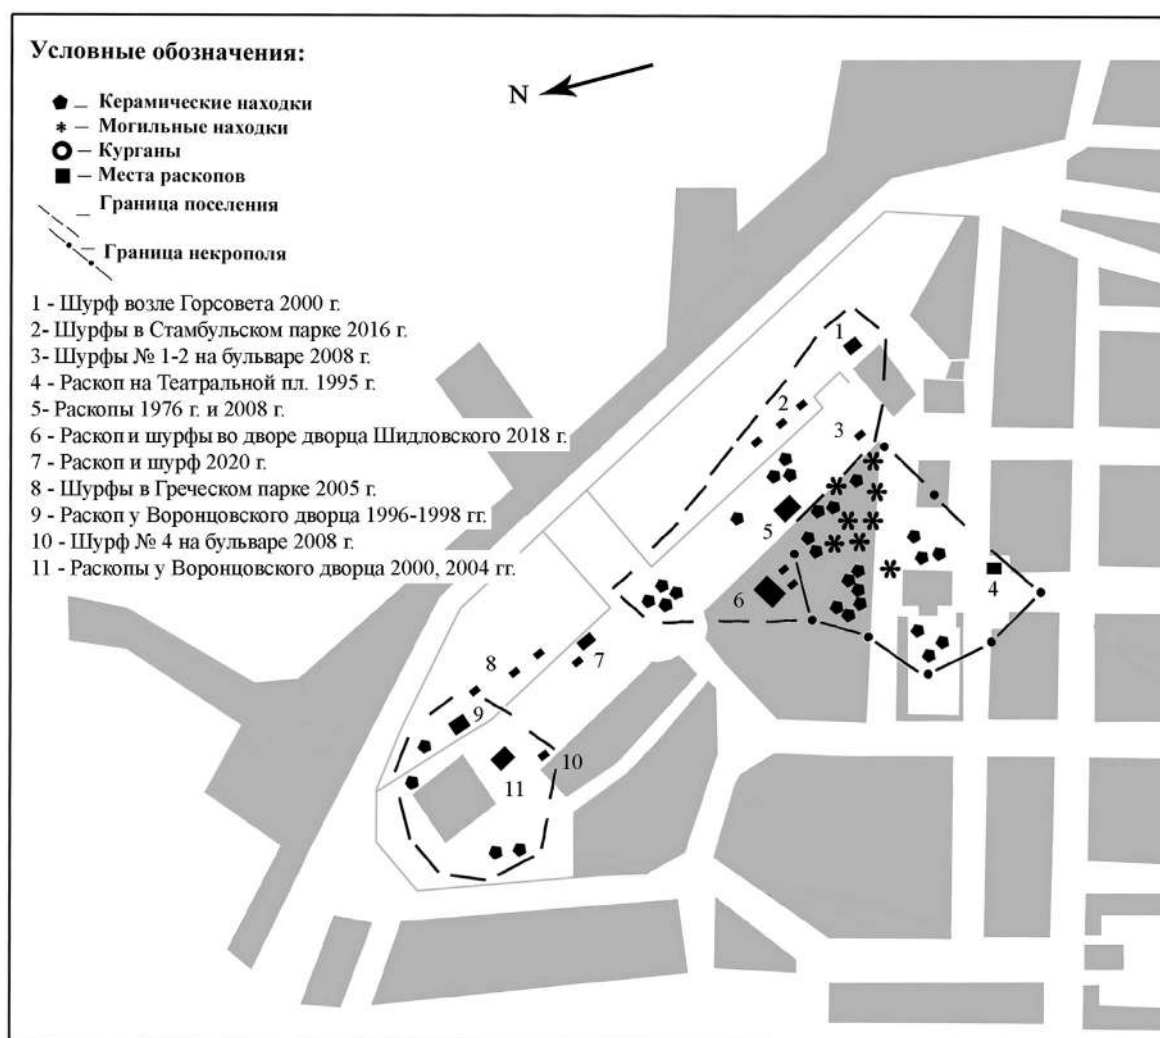 Условные обозначения:
— Керамические находки
— Могильные находки
— Курганы
— Места раскопов
— Граница поселения
— Граница некрополя
N
1 - Шурф возле Горсовета 2000 г.
2- Шурфы в Стамбульском парке 2016 г.
3- Шурфы № 1-2 на бульваре 2008 г.
4 - Раскоп на Театральной пл. 1995 г.
5- Раскопы 1976 г. и 2008 г.
6 - Раскоп и шурфы во дворе дворца Шидловского 2018 г.
7 - Раскоп и шурф 2020 г.
8 - Шурфы в Греческом парке 2005 г.
9 - Раскоп у Воронцовского дворца 1996-1998 гг.
10 - Шурф № 4 на бульваре 2008 г.
11 - Раскопы у Воронцовского дворца 2000, 2004 гг.
1
2
3
5
4
6
7
8
9
10
11